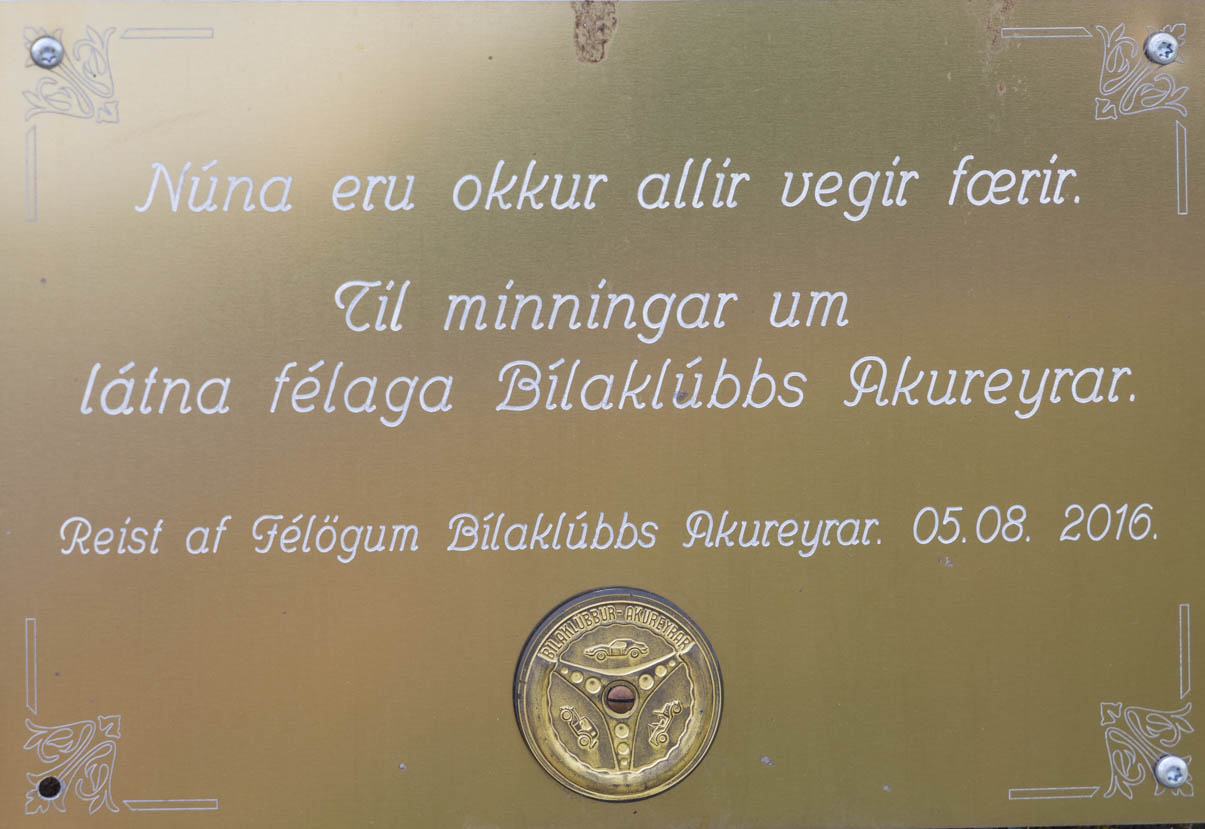 Núna eru okkur allir vegir færir.
Til minningar um
látna félaga Bílaklúbbs Akureyrar.
Reist af Félögum Bílaklúbbs Akureyrar. 05.08. 2016.
BÍLAKLÚBBUR-AKUREYRAR